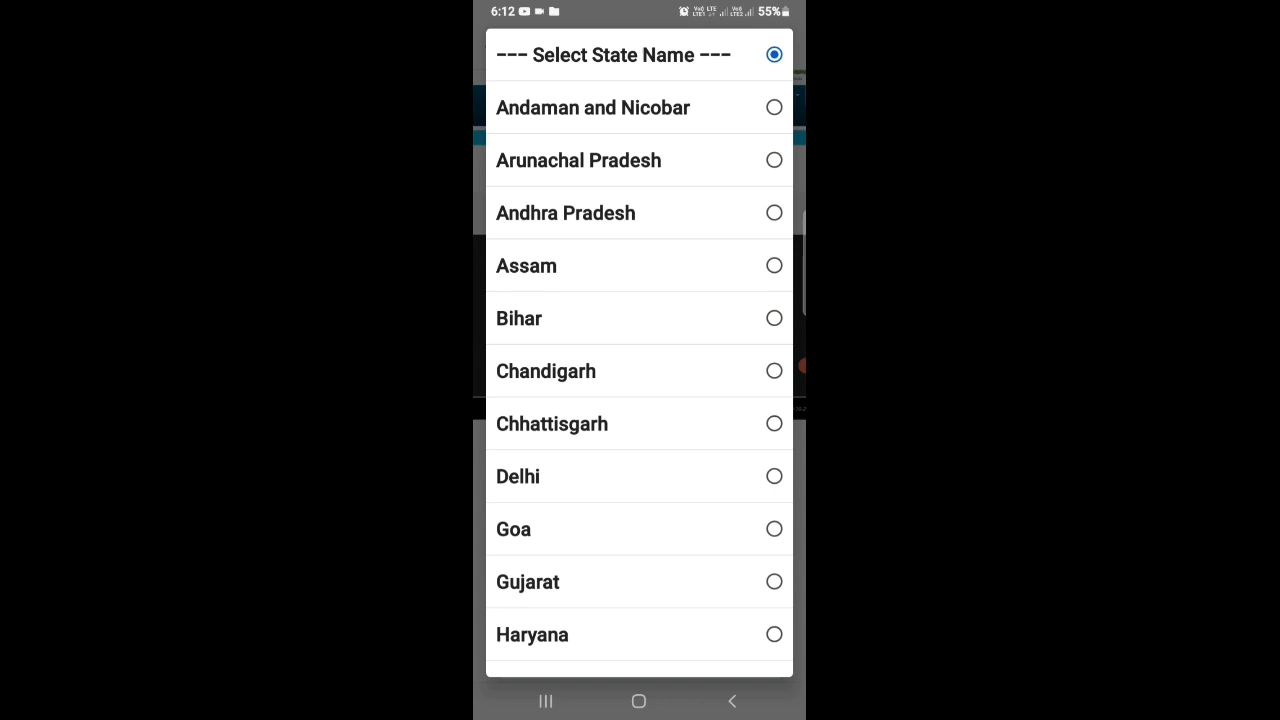 6:12 55%
--- Select State Name ---
Andaman and Nicobar
Arunachal Pradesh
Andhra Pradesh
Assam
Bihar
Chandigarh
Chhattisgarh
Delhi
Goa
Gujarat
Haryana